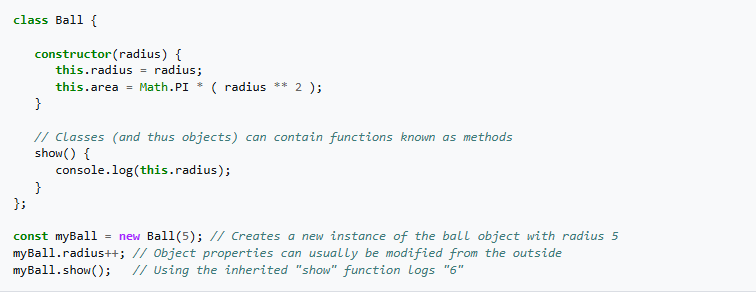 class Ball {
constructor(radius) {
this.radius = radius;
this.area = Math.PI * ( radius ** 2 );
}
// Classes (and thus objects) can contain functions known as methods
show() {
console.log(this.radius);
}
};
const myBall = new Ball(5); // Creates a new instance of the ball object with radius 5
myBall.radius++; // Object properties can usually be modified from the outside
myBall.show();   // Using the inherited "show" function logs "6"